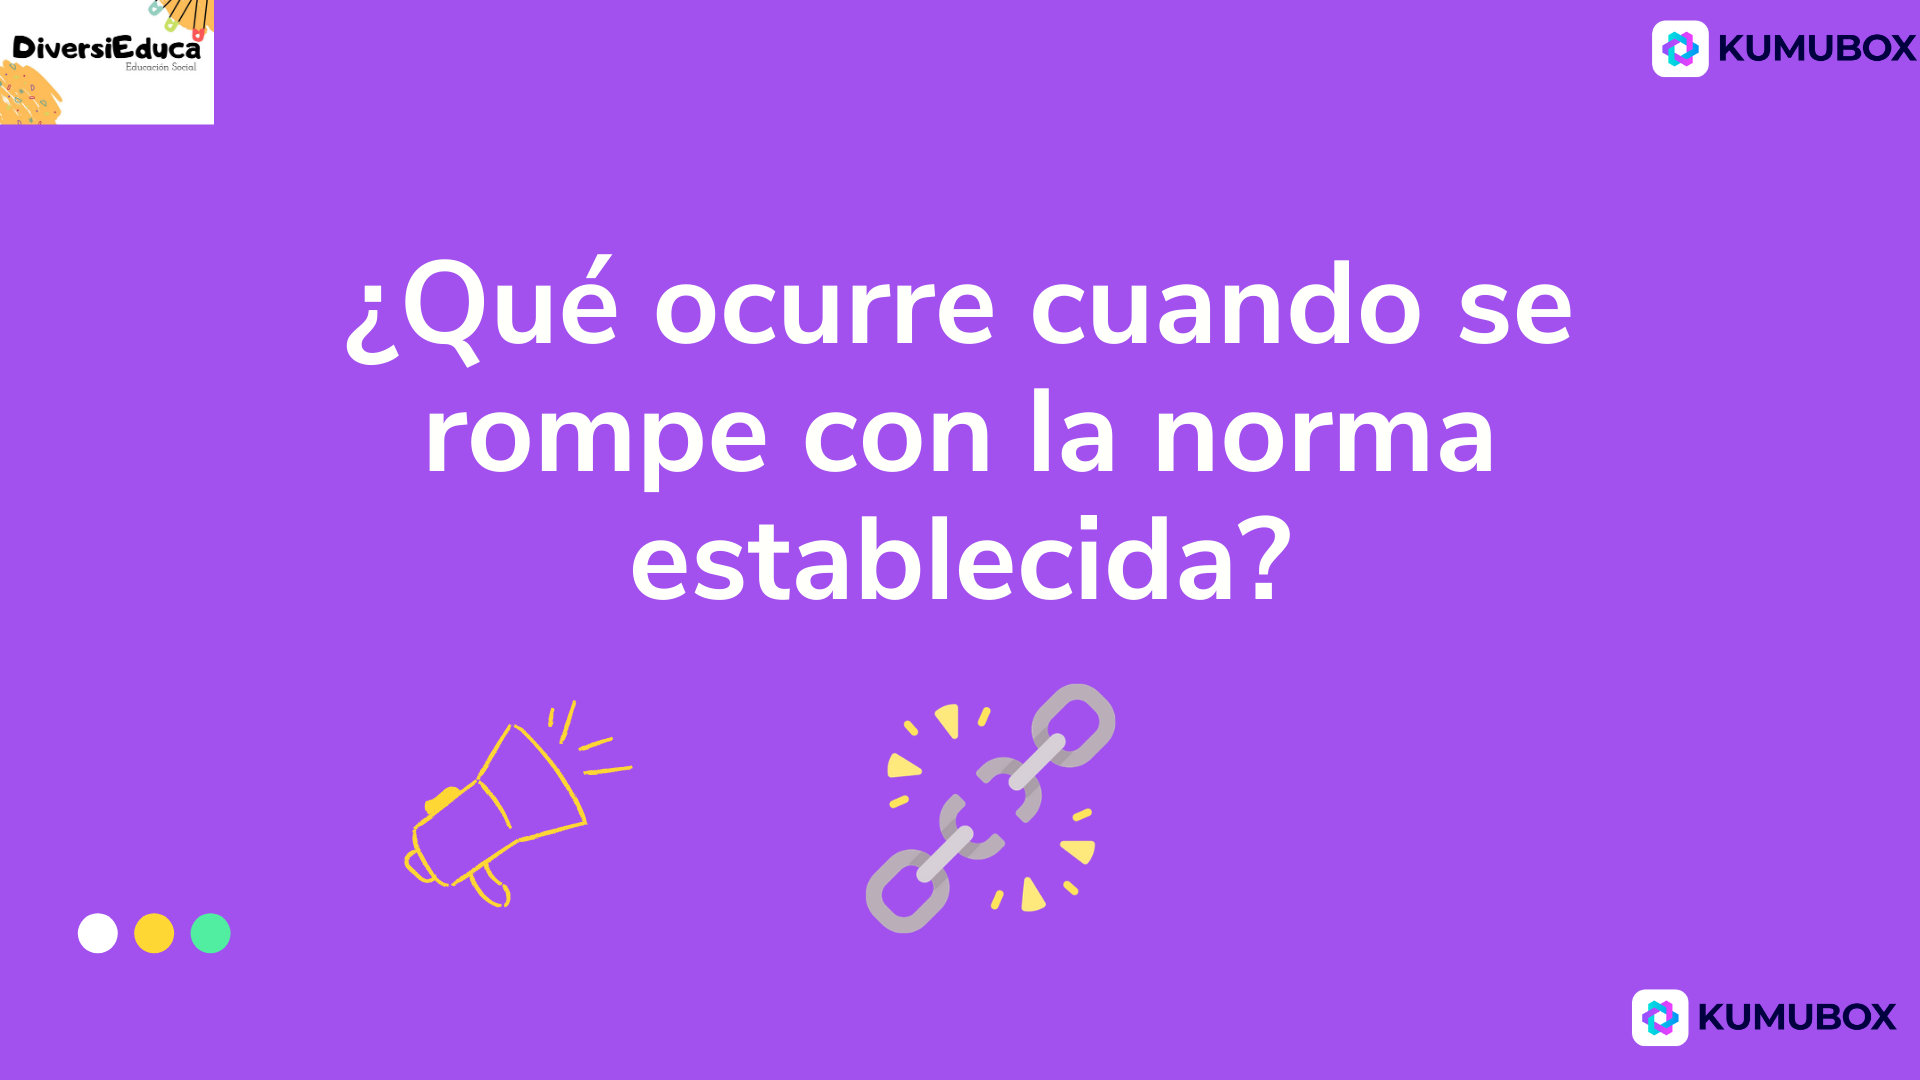 DiversiEduca
Educación Social
KUMUBOX
¿Qué ocurre cuando se
rompe con la norma
establecida?
KUMUBOX